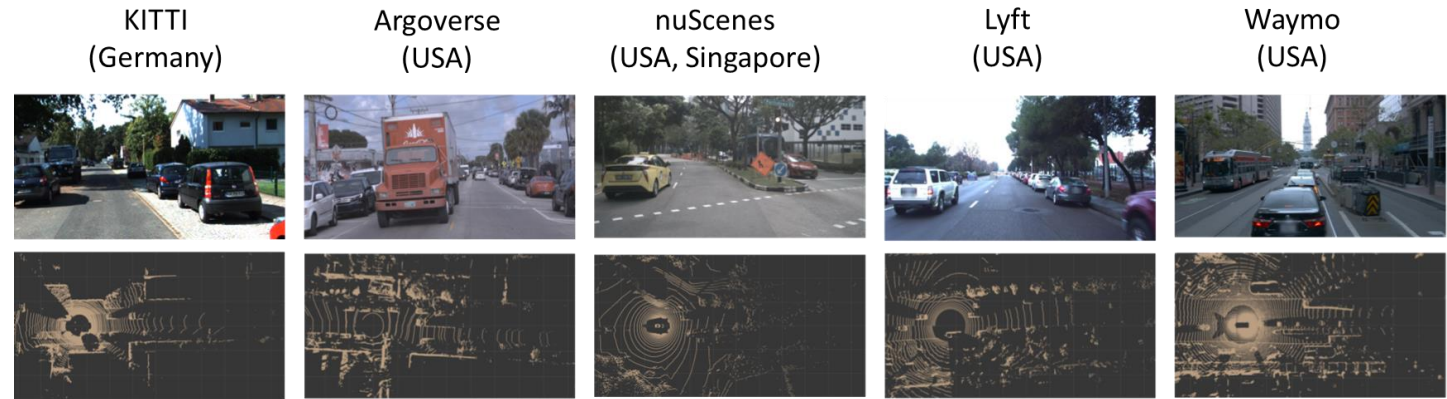 KITTI
(Germany)
Argoverse
(USA)
nuScenes
(USA, Singapore)
Lyft
(USA)
Waymo
(USA)